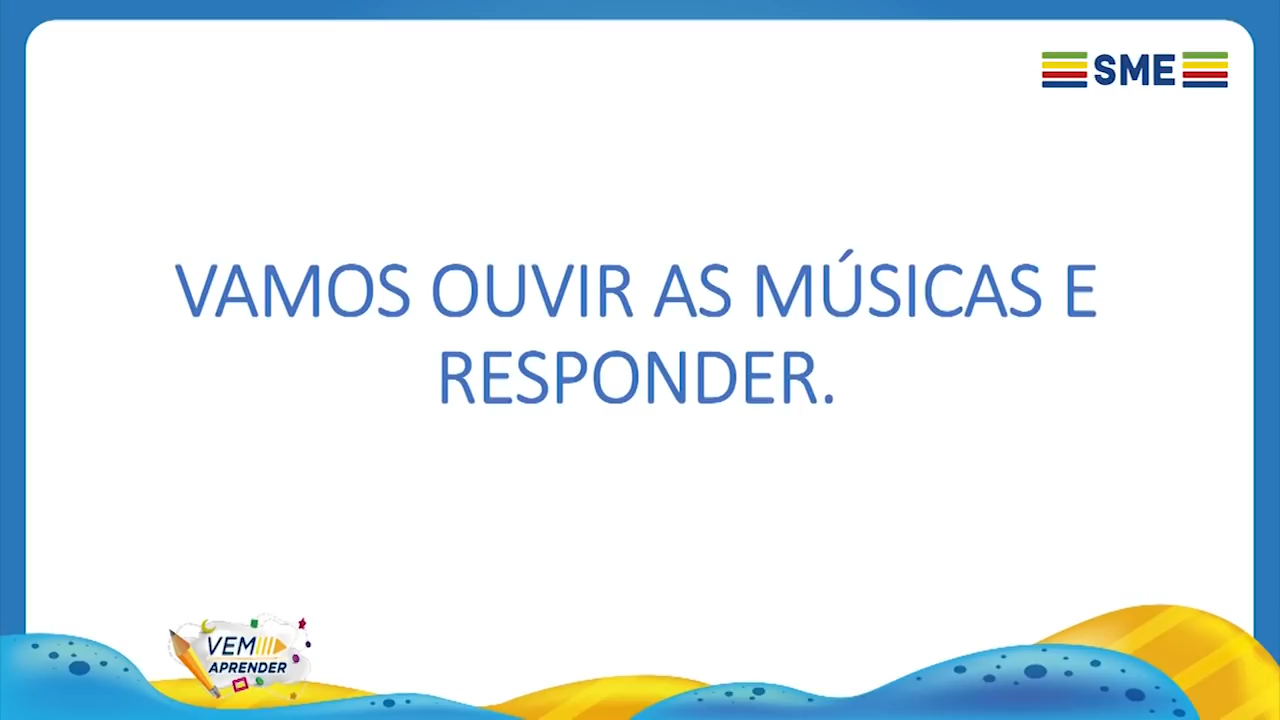 SME
VAMOS OUVIR AS MÚSICAS E
RESPONDER.
VEM
APRENDER